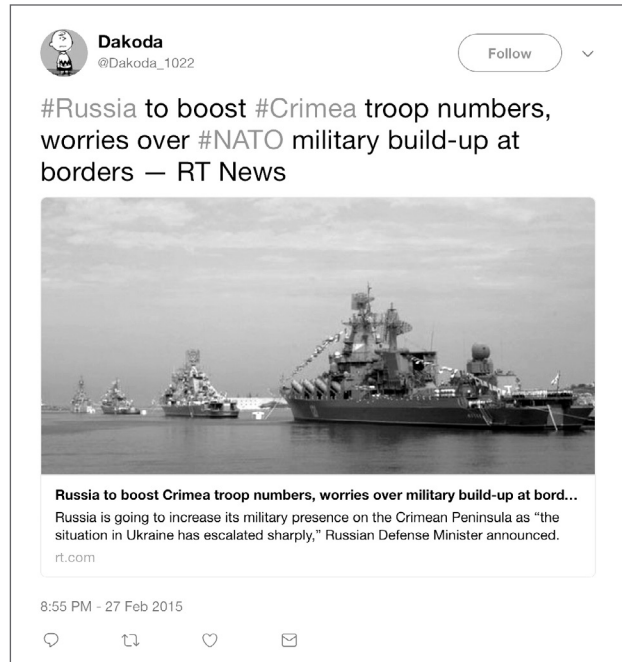 Dakoda
@Dakoda_1022
Follow
#Russia to boost #Crimea troop numbers,
worries over #NATO military build-up at
borders — RT News
Russia to boost Crimea troop numbers, worries over military build-up at bord...
Russia is going to increase its military presence on the Crimean Peninsula as “the
situation in Ukraine has escalated sharply,” Russian Defense Minister announced.
rt.com
8:55 PM - 27 Feb 2015